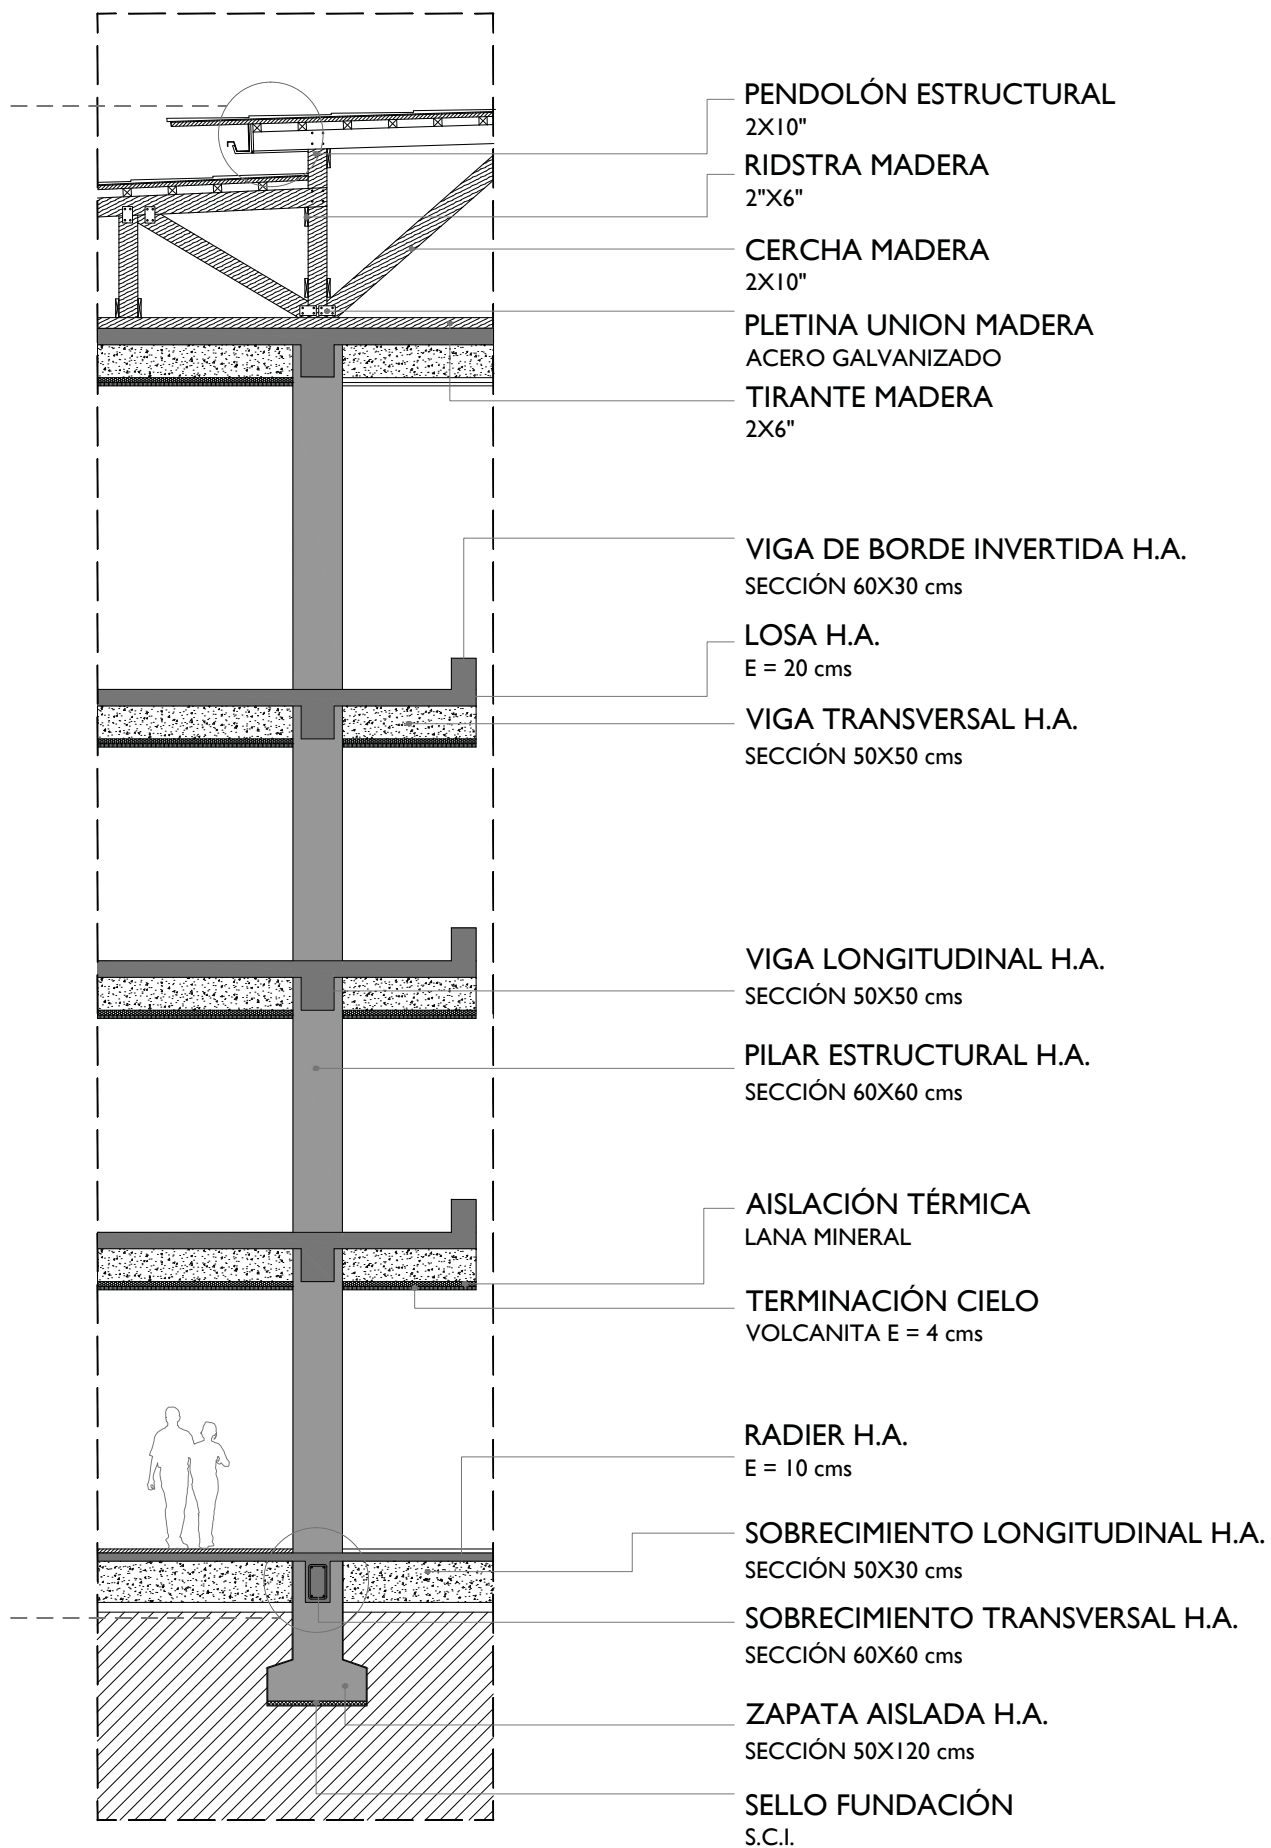 PENDOLÓN ESTRUCTURAL
2X10"
RIDSTRA MADERA
2"X6"
CERCHA MADERA
2X10"
PLETINA UNION MADERA
ACERO GALVANIZADO
TIRANTE MADERA
2X6"
VIGA DE BORDE INVERTIDA H.A.
SECCIÓN 60X30 cms
LOSA H.A.
E = 20 cms
VIGA TRANSVERSAL H.A.
SECCIÓN 50X50 cms
VIGA LONGITUDINAL H.A.
SECCIÓN 50X50 cms
PILAR ESTRUCTURAL H.A.
SECCIÓN 60X60 cms
AISLACIÓN TÉRMICA
LANA MINERAL
TERMINACIÓN CIELO
VOLCANITA E = 4 cms
RADIER H.A.
E = 10 cms
SOBRECIMIENTO LONGITUDINAL H.A.
SECCIÓN 50X30 cms
SOBRECIMIENTO TRANSVERSAL H.A.
SECCIÓN 60X60 cms
ZAPATA AISLADA H.A.
SECCIÓN 50X120 cms
SELLO FUNDACIÓN
S.C.I.